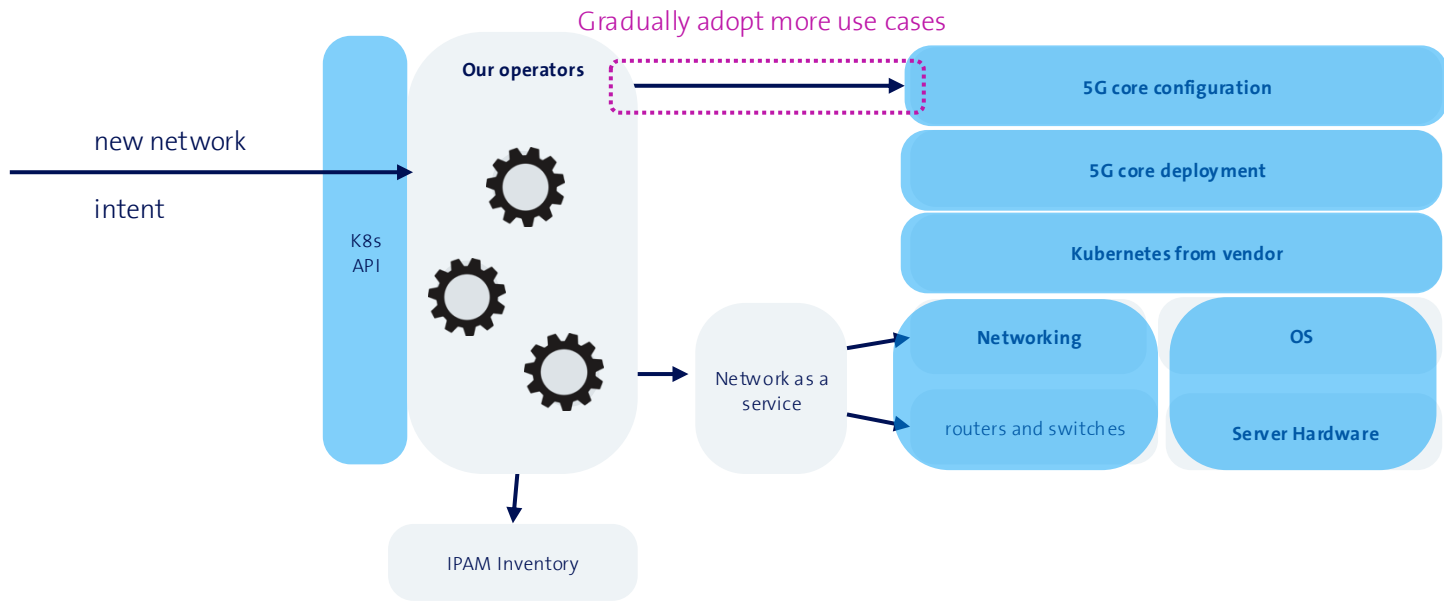 Gradually adopt more use cases
Our operators
5G core configuration
new network
5G core deployment
intent
K8s
API
Kubernetes from vendor
Networking
OS
Network as a
service
routers and switches
Server Hardware
IPAM Inventory